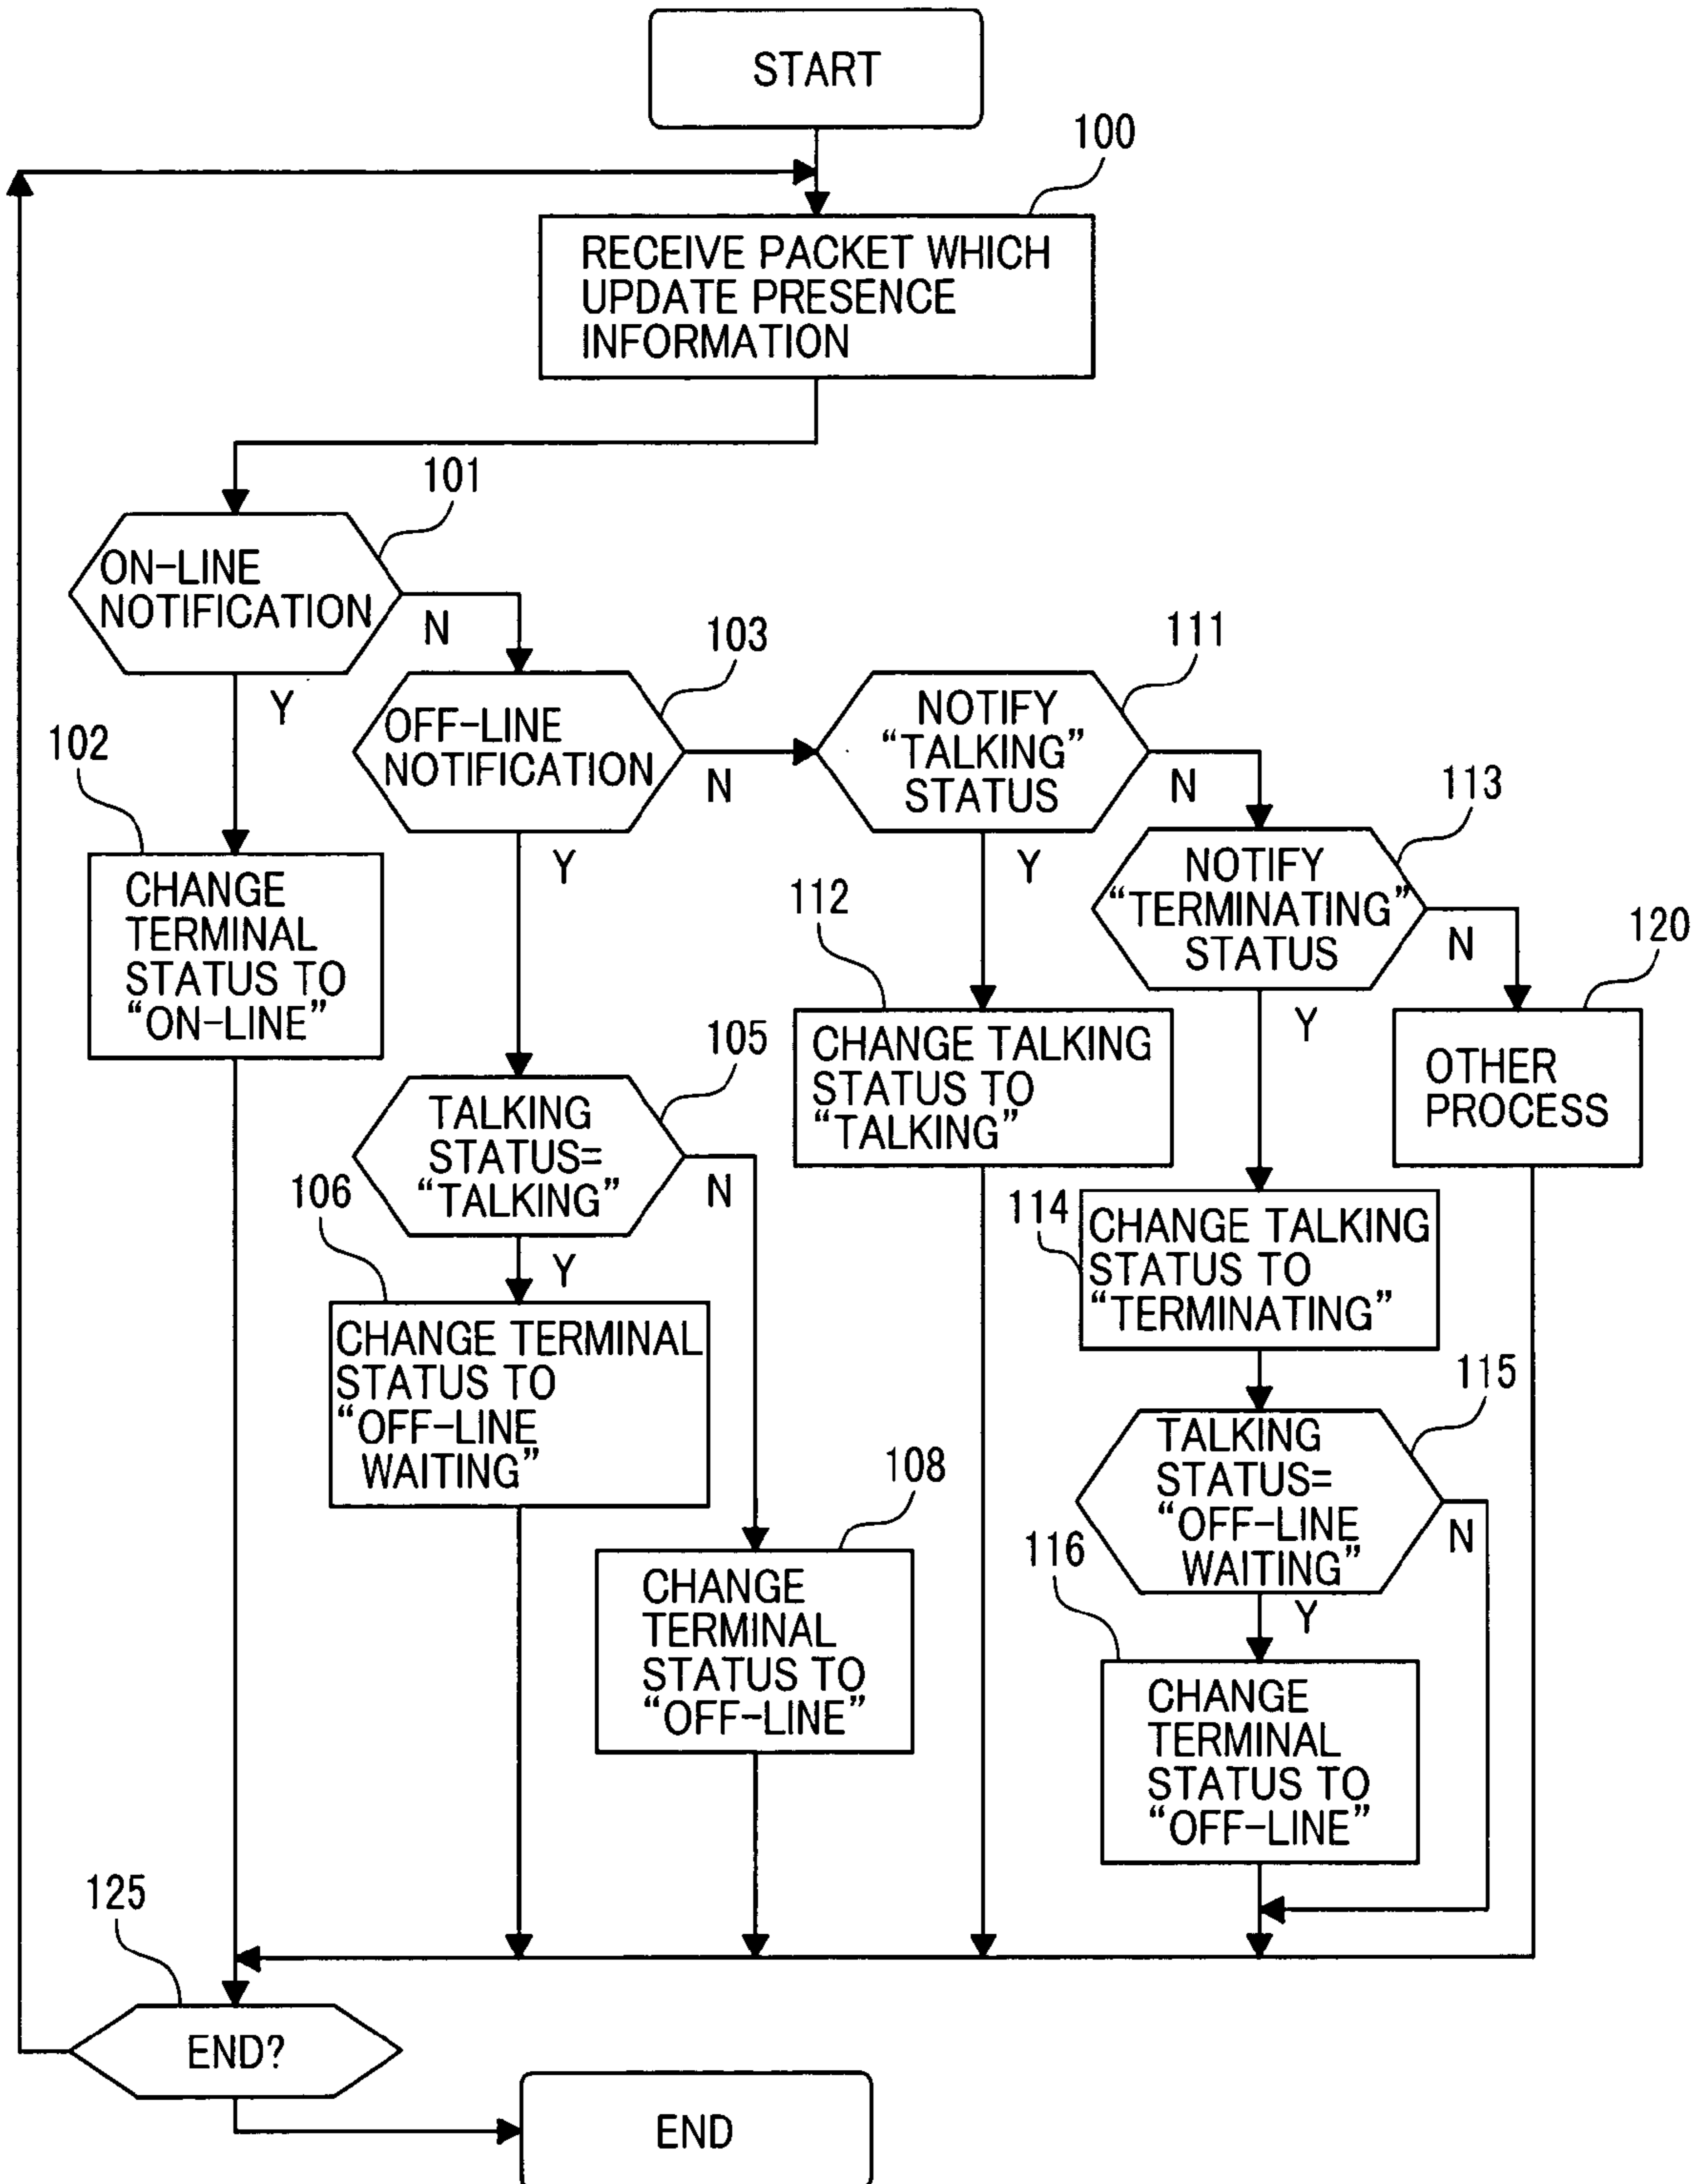 START
100
RECEIVE PACKET WHICH
UPDATE PRESENCE
INFORMATION
101
ON-LINE
NOTIFICATION
N
Y
103
OFF-LINE
NOTIFICATION
N
Y
111
NOTIFY
“TALKING”
STATUS
N
Y
113
NOTIFY
“TERMINATING”
STATUS
N
Y
102
CHANGE
TERMINAL
STATUS TO
“ON-LINE”
112
CHANGE TALKING
STATUS TO
“TALKING”
120
OTHER
PROCESS
105
TALKING
STATUS=
“TALKING”
N
Y
106
CHANGE TERMINAL
STATUS TO
“OFF-LINE
WAITING”
108
CHANGE
TERMINAL
STATUS TO
“OFF-LINE”
114
CHANGE TALKING
STATUS TO
“TERMINATING”
115
TALKING
STATUS=
“OFF-LINE
WAITING”
N
Y
116
CHANGE
TERMINAL
STATUS TO
“OFF-LINE”
125
END?
END